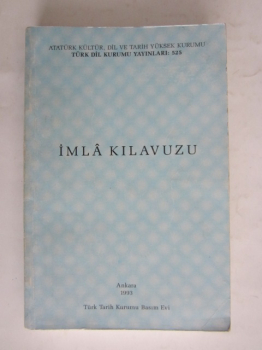 ATATÜRK KÜLTÜR, DİL VE TARİH YÜKSEK KURUMU
TÜRK DİL KURUMU YAYINLARI: 525
İMLÂ KILAVUZU
Ankara
Türk Tarih Kurumu Basım Evi